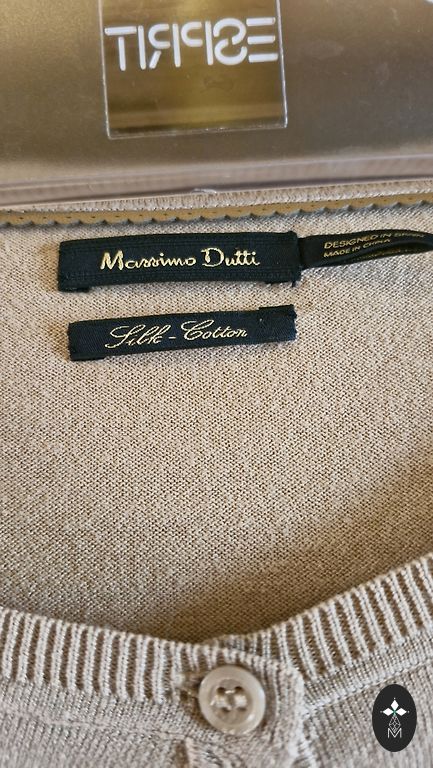 ESPRIT
Massimo Dutti
DESIGNED IN SPAIN
MADE IN CHINA
Silk - Cotton
M